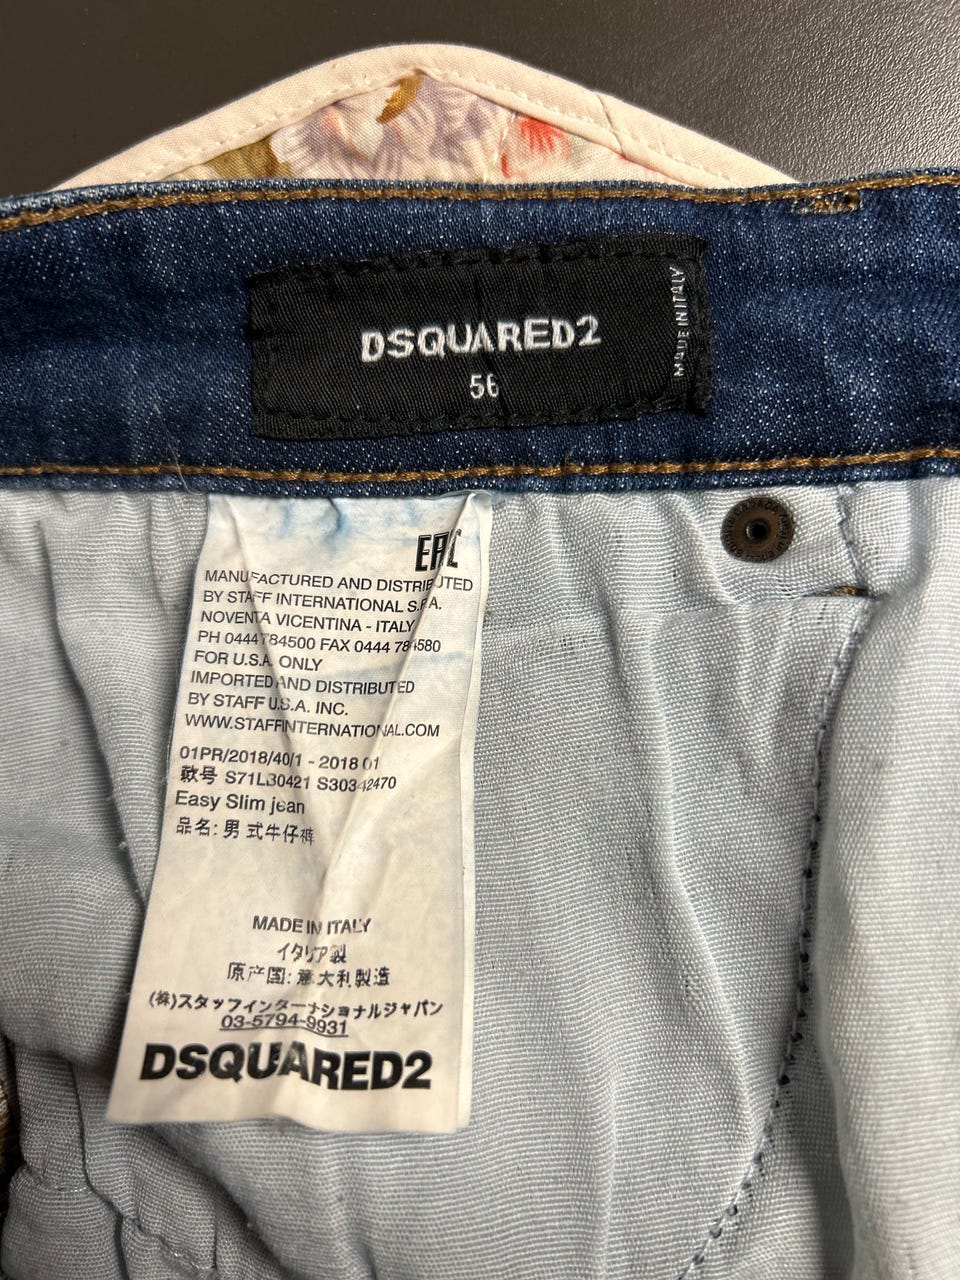 DSQUARED2
56
MADE IN ITALY
EAC
MANUFACTURED AND DISTRIBUTED
BY STAFF INTERNATIONAL S.P.A.
NOVENTA VICENTINA - ITALY
PH 0444 784500 FAX 0444 784580
FOR U.S.A. ONLY
IMPORTED AND DISTRIBUTED
BY STAFF U.S.A. INC.
WWW.STAFFINTERNATIONAL.COM
01PR/2018/40/1 - 2018 01
款号 S71LB0421 S30342470
Easy Slim jean
品名: 男式牛仔裤
MADE IN ITALY
イタリア製
原产国: 意大利製造
(株)スタッフインターナショナルジャパン
03-5794-9931
DSQUARED2